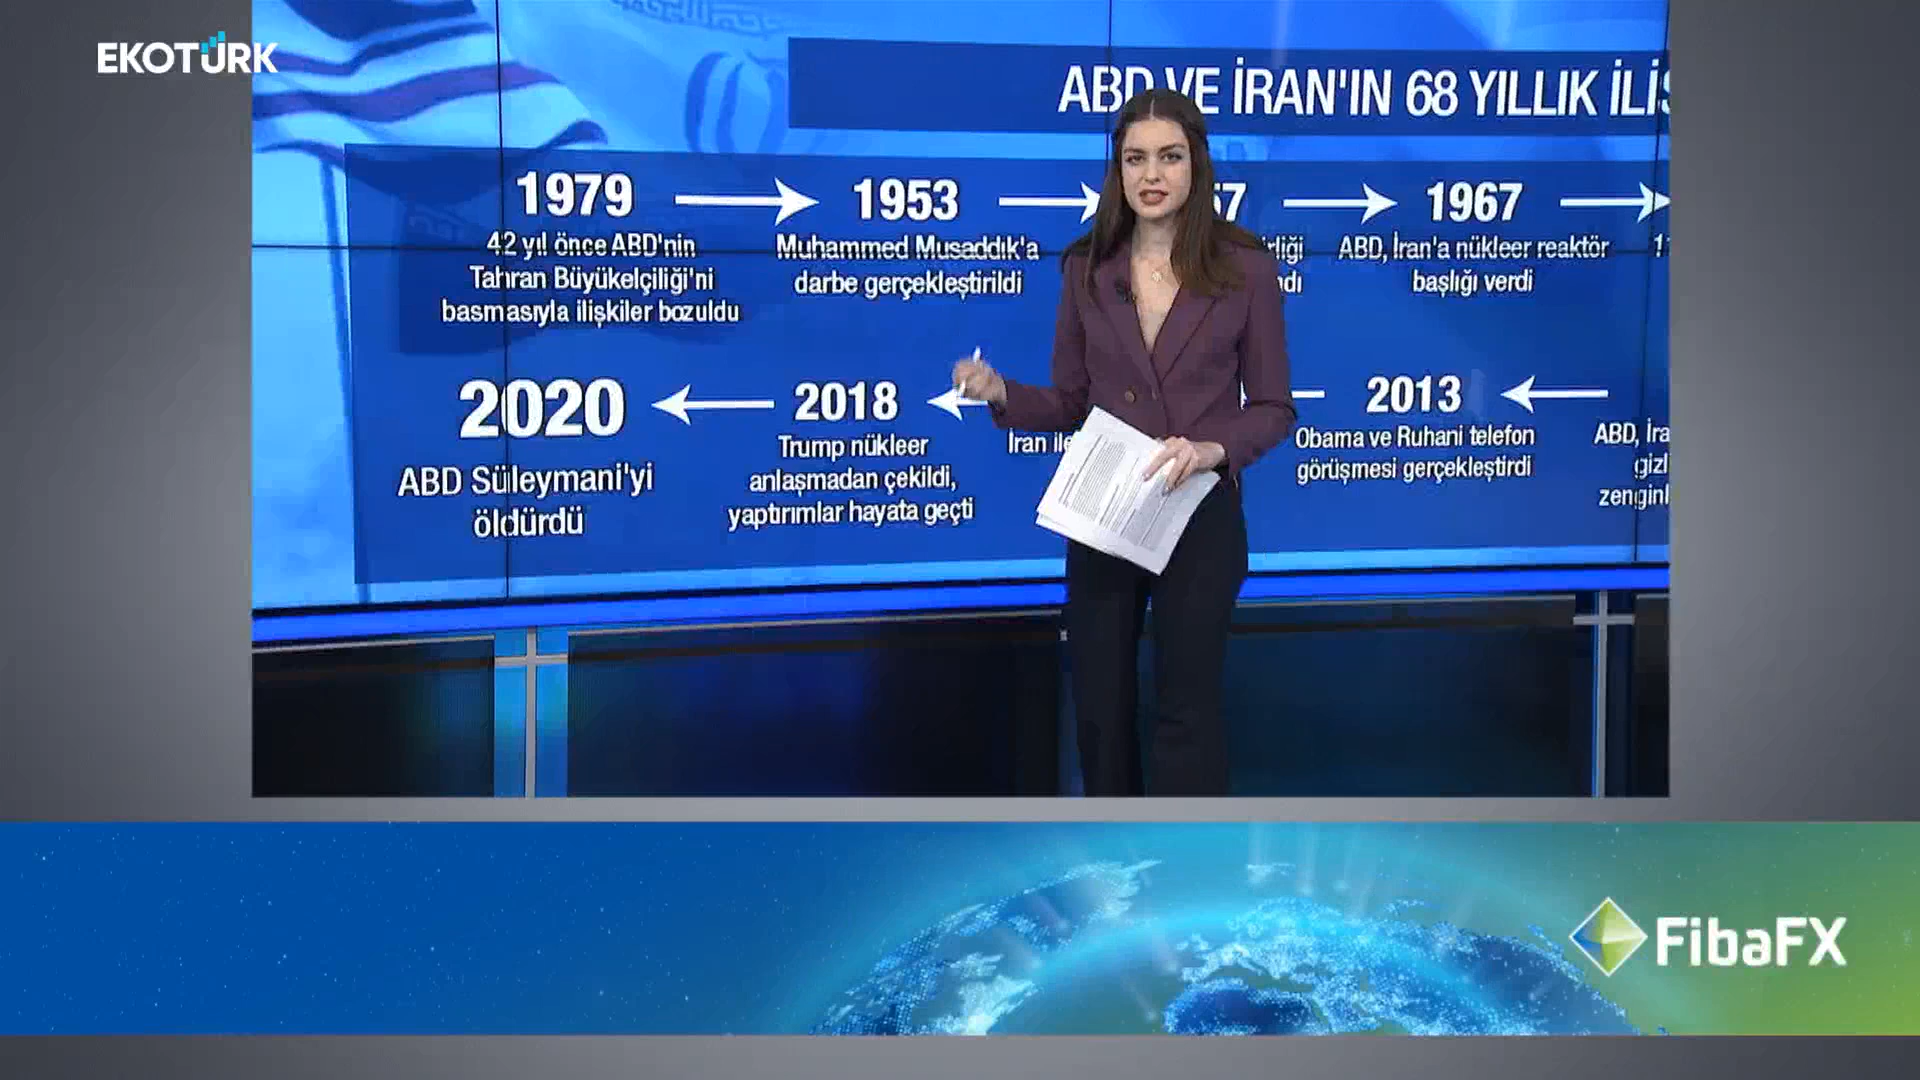 EKOTÜRK
ABD VE İRAN'IN 68 YILLIK
1979
42 yıl önce ABD'nin
Tahran Büyükelçiliği'ni
basmasıyla ilişkiler bozuldu
1953
Muhammed Musaddık'a
darbe gerçekleştirildi
1967
ABD, İran'a nükleer reaktör
başlığı verdi
2020
ABD Süleymani'yi
öldürdü
2018
Trump nükleer
anlaşmadan çekildi,
yaptırımlar hayata geçti
İran
2013
Obama ve Ruhani telefon
görüşmesi gerçekleştirdi
ABD,
FibaFX